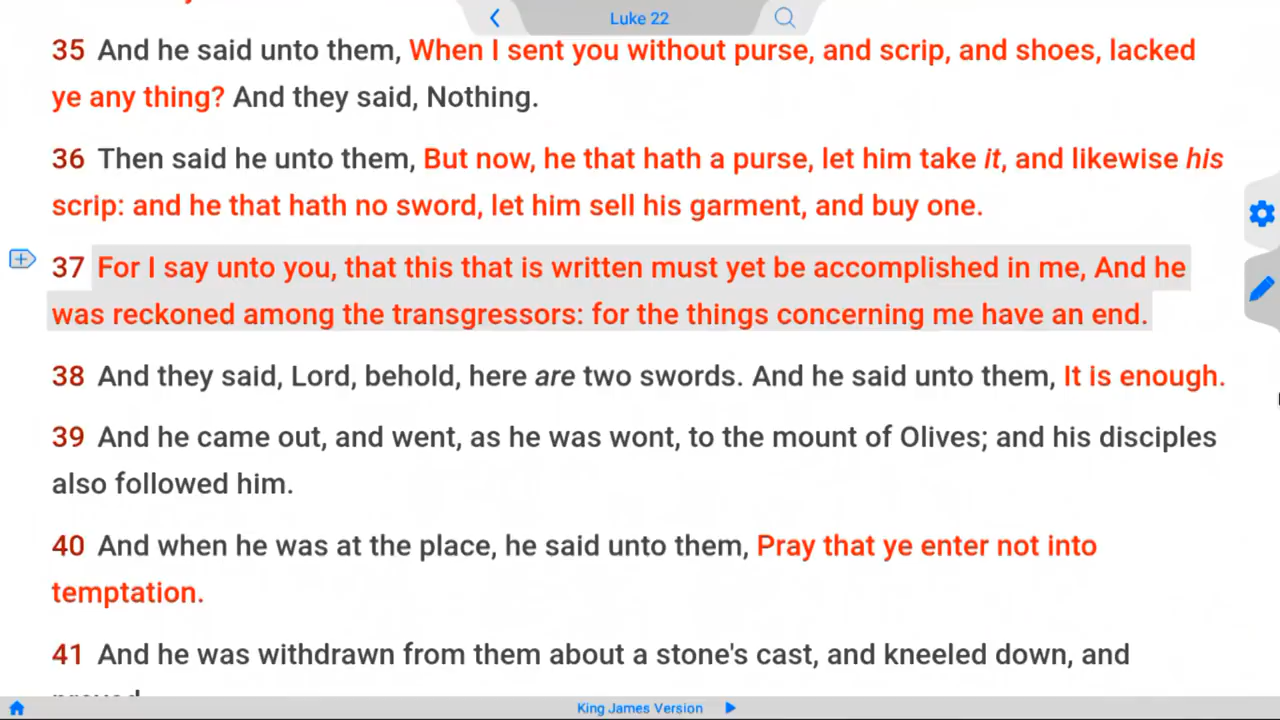 Luke 22
35 And he said unto them, When I sent you without purse, and scrip, and shoes, lacked
ye any thing? And they said, Nothing.
36 Then said he unto them, But now, he that hath a purse, let him take it, and likewise his
scrip: and he that hath no sword, let him sell his garment, and buy one.
37 For I say unto you, that this that is written must yet be accomplished in me, And he
was reckoned among the transgressors: for the things concerning me have an end.
38 And they said, Lord, behold, here are two swords. And he said unto them, It is enough.
39 And he came out, and went, as he was wont, to the mount of Olives; and his disciples
also followed him.
40 And when he was at the place, he said unto them, Pray that ye enter not into
temptation.
41 And he was withdrawn from them about a stone's cast, and kneeled down, and
King James Version